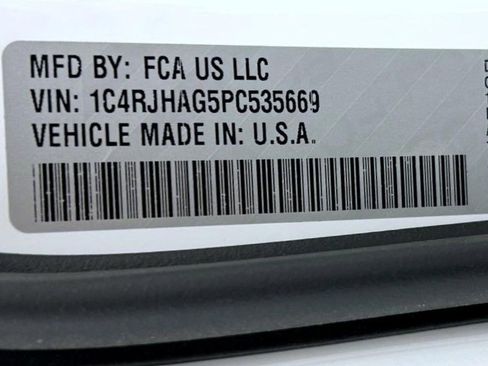 MFD BY: FCA US LLC
VIN: 1C4RJHAG5PC535669
VEHICLE MADE IN: U.S.A.